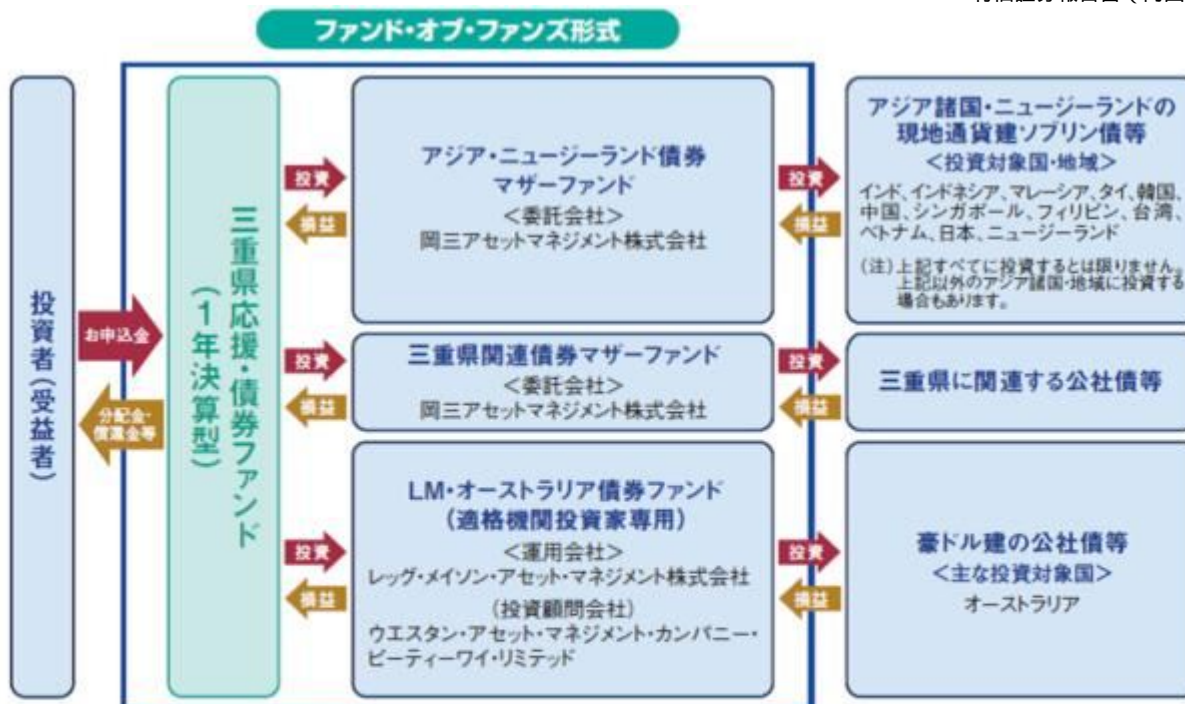 ファンド・オブ・ファンズ形式
投資者(受益者)
お申込金
分配金・
償還金等
三重県応援・債券ファンド
(1年決算型)
投資
損益
アジア・ニュージーランド債券
マザーファンド
<委託会社>
岡三アセットマネジメント株式会社
投資
損益
アジア諸国・ニュージーランドの
現地通貨建ソブリン債等
<投資対象国・地域>
インド、インドネシア、マレーシア、タイ、韓国、
中国、シンガポール、フィリピン、台湾、
ベトナム、日本、ニュージーランド
(注)上記すべてに投資するとは限りません。
上記以外のアジア諸国・地域に投資する
場合もあります。
投資
損益
三重県関連債券マザーファンド
<委託会社>
岡三アセットマネジメント株式会社
投資
損益
三重県に関連する公社債等
投資
損益
LM・オーストラリア債券ファンド
(適格機関投資家専用)
<運用会社>
レッグ・メイソン・アセット・マネジメント株式会社
(投資顧問会社)
ウエスタン・アセット・マネジメント・カンパニー・
ピーティーワイ・リミテッド
投資
損益
豪ドル建の公社債等
<主な投資対象国>
オーストラリア